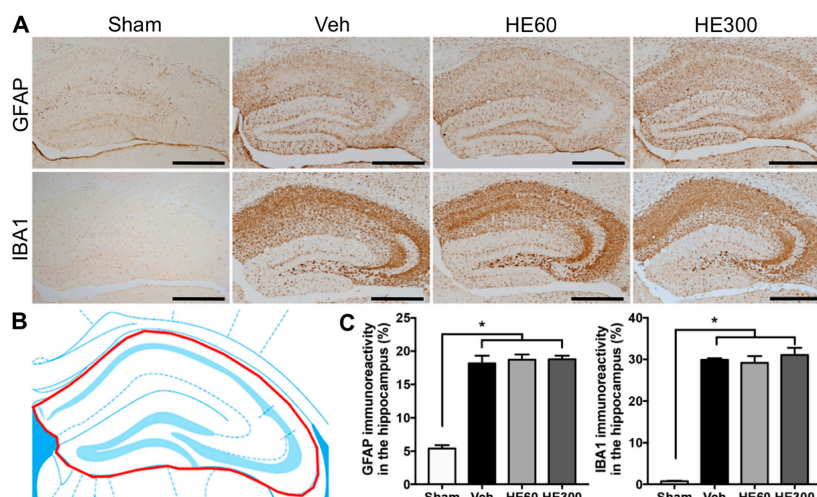 A
Sham Veh HE60 HE300
GFAP
IBA1
B
C
GFAP immunoreactivity
in the hippocampus (%)
25
20
15
10
5
0
*
Sham Veh HE60 HE300
IBA1 immunoreactivity
in the hippocampus (%)
40
30
20
10
0
*
Sham Veh HE60 HE300